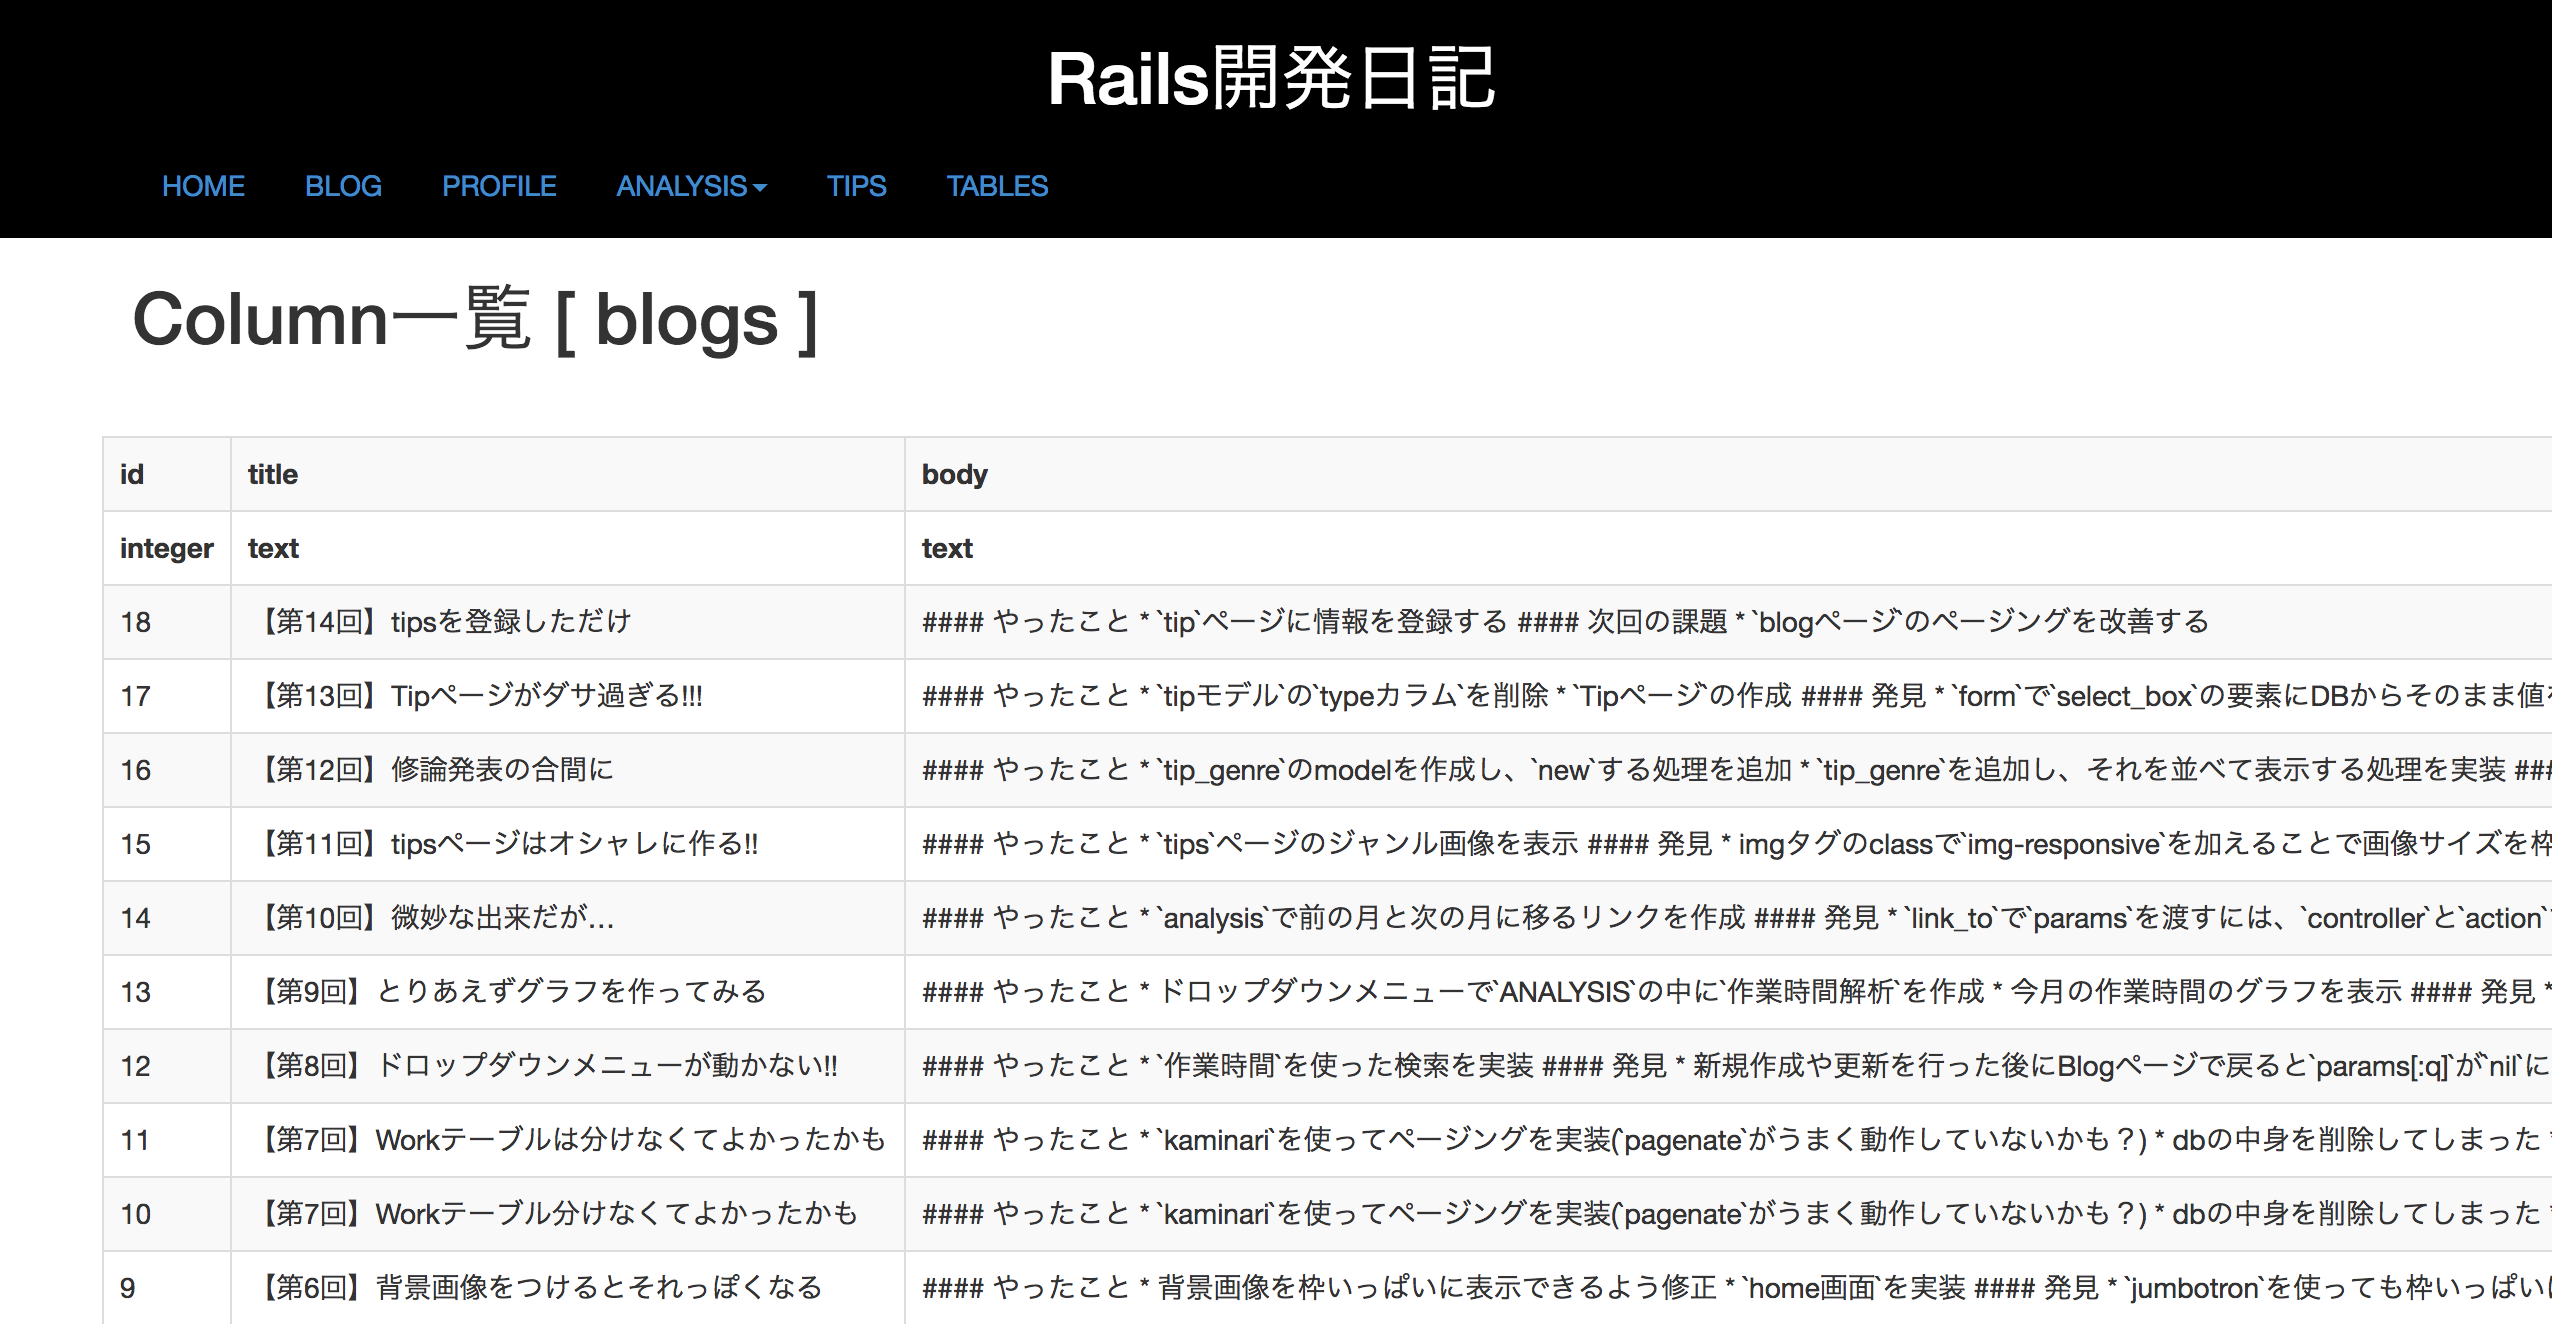 Rails開発日記
HOME BLOG PROFILE ANALYSIS TIPS TABLES
Column一覧 [ blogs ]
id title body
integer text text
18 【第14回】tipsを登録しただけ #### やったこと * `tip`ページに情報を登録する #### 次回の課題 * `blogページ`のページングを改善する
17 【第13回】Tipページがダサ過ぎる!!! #### やったこと * `tipモデル`の`typeカラム`を削除 * `Tipページ`の作成 #### 発見 * `form`で`select_box`の要素にDBからそのまま値
16 【第12回】修論発表の合間に #### やったこと * `tip_genre`のmodelを作成し、`new`する処理を追加 * `tip_genre`を追加し、それを並べて表示する処理を実装 ###
15 【第11回】tipsページはオシャレに作る!! #### やったこと * `tips`ページのジャンル画像を表示 #### 発見 * imgタグのclassで`img-responsive`を加えることで画像サイズを枠
14 【第10回】微妙な出来だが… #### やったこと * `analysis`で前の月と次の月に移るリンクを作成 #### 発見 * `link_to`で`params`を渡すには、`controller`と`action`
13 【第9回】とりあえずグラフを作ってみる #### やったこと * ドロップダウンメニューで`ANALYSIS`の中に`作業時間解析`を作成 * 今月の作業時間のグラフを表示 #### 発見 *
12 【第8回】ドロップダウンメニューが動かない!! #### やったこと * `作業時間`を使った検索を実装 #### 発見 * 新規作成や更新を行った後にBlogページで戻ると`params[:q]`が`nil`に
11 【第7回】Workテーブルは分けなくてよかったかも #### やったこと * `kaminari`を使ってページングを実装(`pagenate`がうまく動作していないかも？) * dbの中身を削除してしまった *
10 【第7回】Workテーブル分けなくてよかったかも #### やったこと * `kaminari`を使ってページングを実装(`pagenate`がうまく動作していないかも？) * dbの中身を削除してしまった *
9 【第6回】背景画像をつけるとそれっぽくなる #### やったこと * 背景画像を枠いっぱいに表示できるよう修正 * `home画面`を実装 #### 発見 * `jumbotron`を使っても枠いっぱい